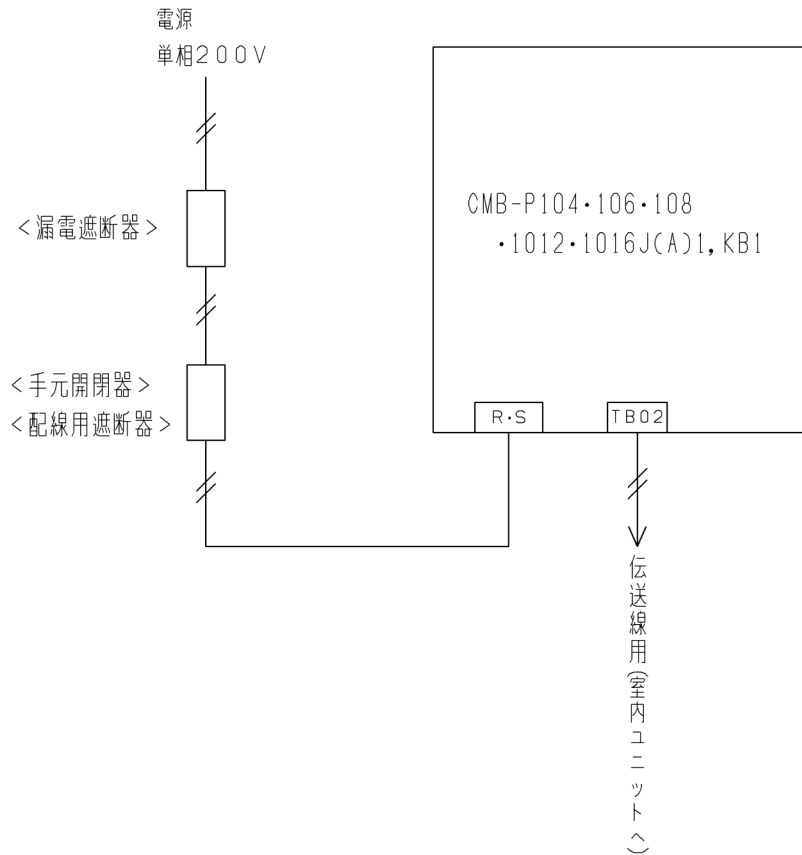 電源
単相200V
<漏電遮断器>
<手元開閉器>
<配線用遮断器>
CMB-P104・106・108
・1012・1016J(A)1,KB1
R・S
TB02
伝送線用(室内ユニットへ)